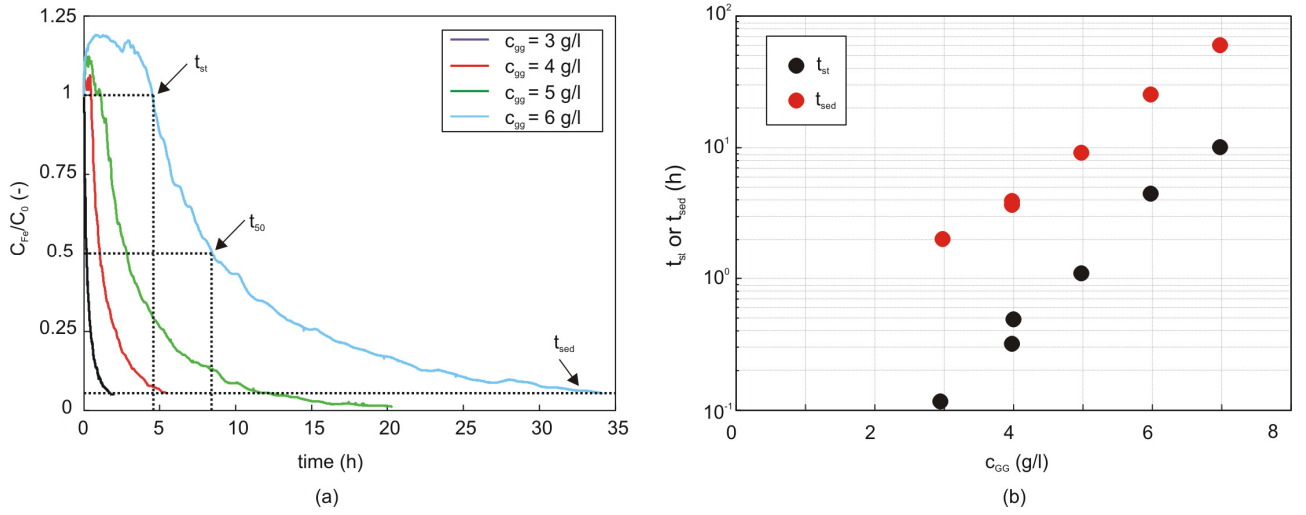 (a)
C_Fe/C_0 (-)
1.25
1
0.75
0.5
0.25
0
0 5 10 15 20 25 30 35
time (h)
c_gg = 3 g/l
c_gg = 4 g/l
c_gg = 5 g/l
c_gg = 6 g/l
t_st
t_50
t_sed
(a)
(b)
t_st or t_sed (h)
10^2
10^1
10^0
10^-1
0 2 4 6 8
c_GG (g/l)
t_st
t_sed
(b)